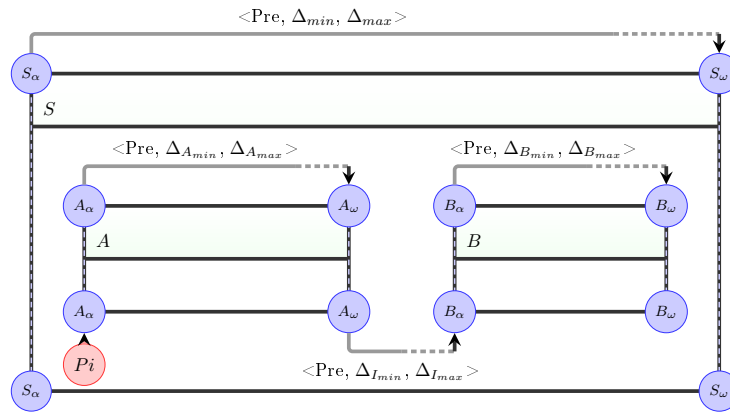 <Pre, Δ_min, Δ_max>
S_α S_ω
S
<Pre, Δ_A_min, Δ_A_max> <Pre, Δ_B_min, Δ_B_max>
A_α A_ω B_α B_ω
A B
A_α A_ω B_α B_ω
Pi <Pre, Δ_I_min, Δ_I_max>
S_α S_ω